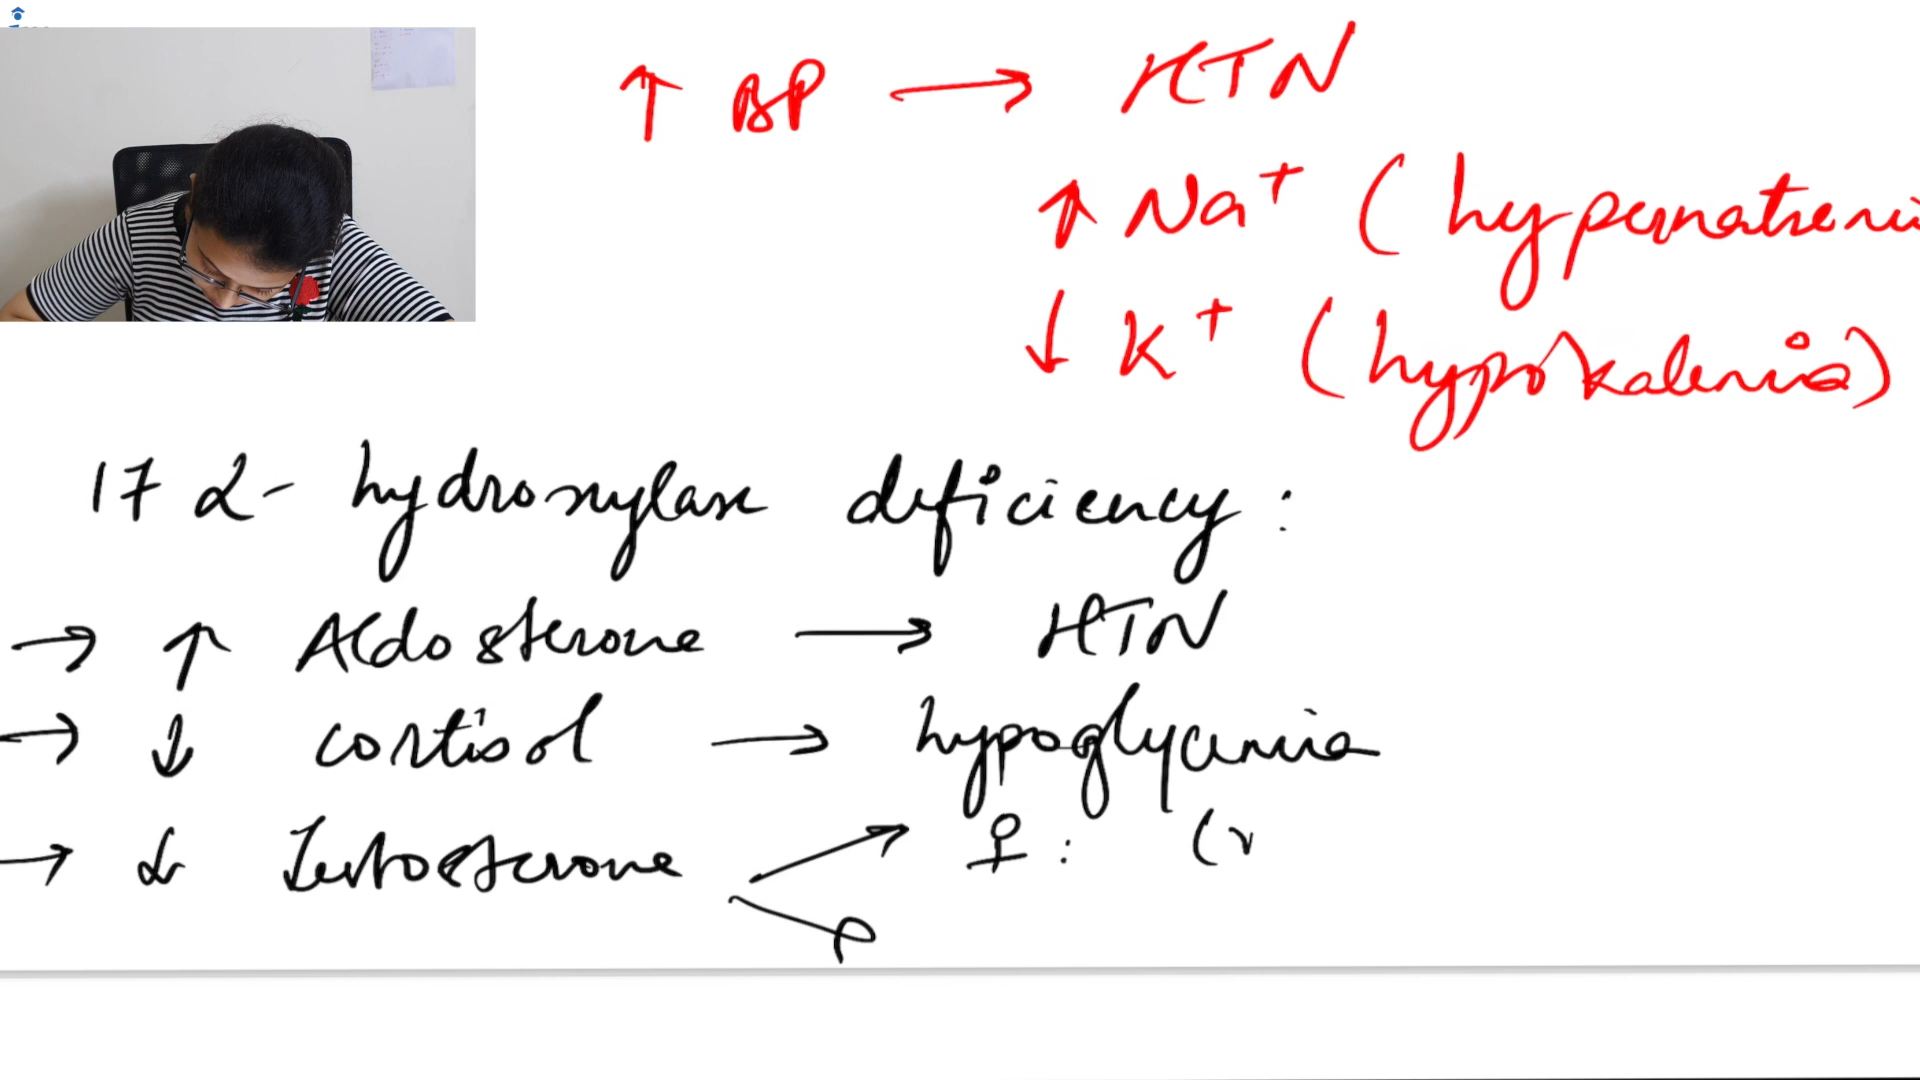 ↑ BP → HTN
↑ Na+ (hypernatremia
↓ K+ (hypokalemia)
17 α- hydroxylase deficiency :
→ ↑ Aldosterone → HTN
→ ↓ cortisol → hypoglycemia
→ ↓ Testosterone → ♀ : (